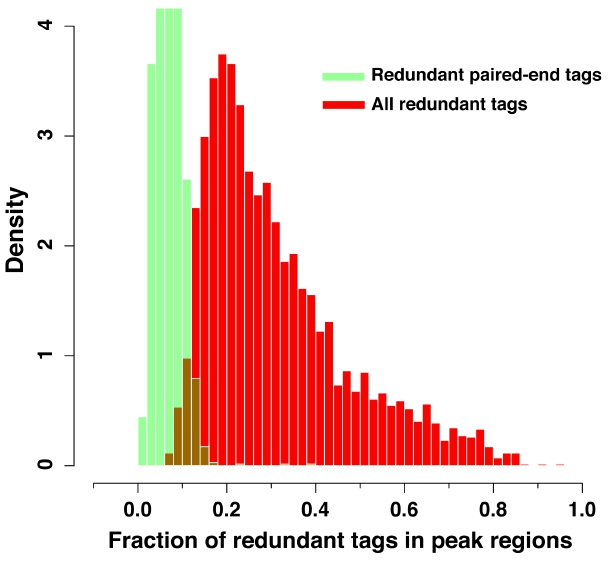 4
Redundant paired-end tags
All redundant tags
3
Density
2
1
0
0.0 0.2 0.4 0.6 0.8 1.0
Fraction of redundant tags in peak regions